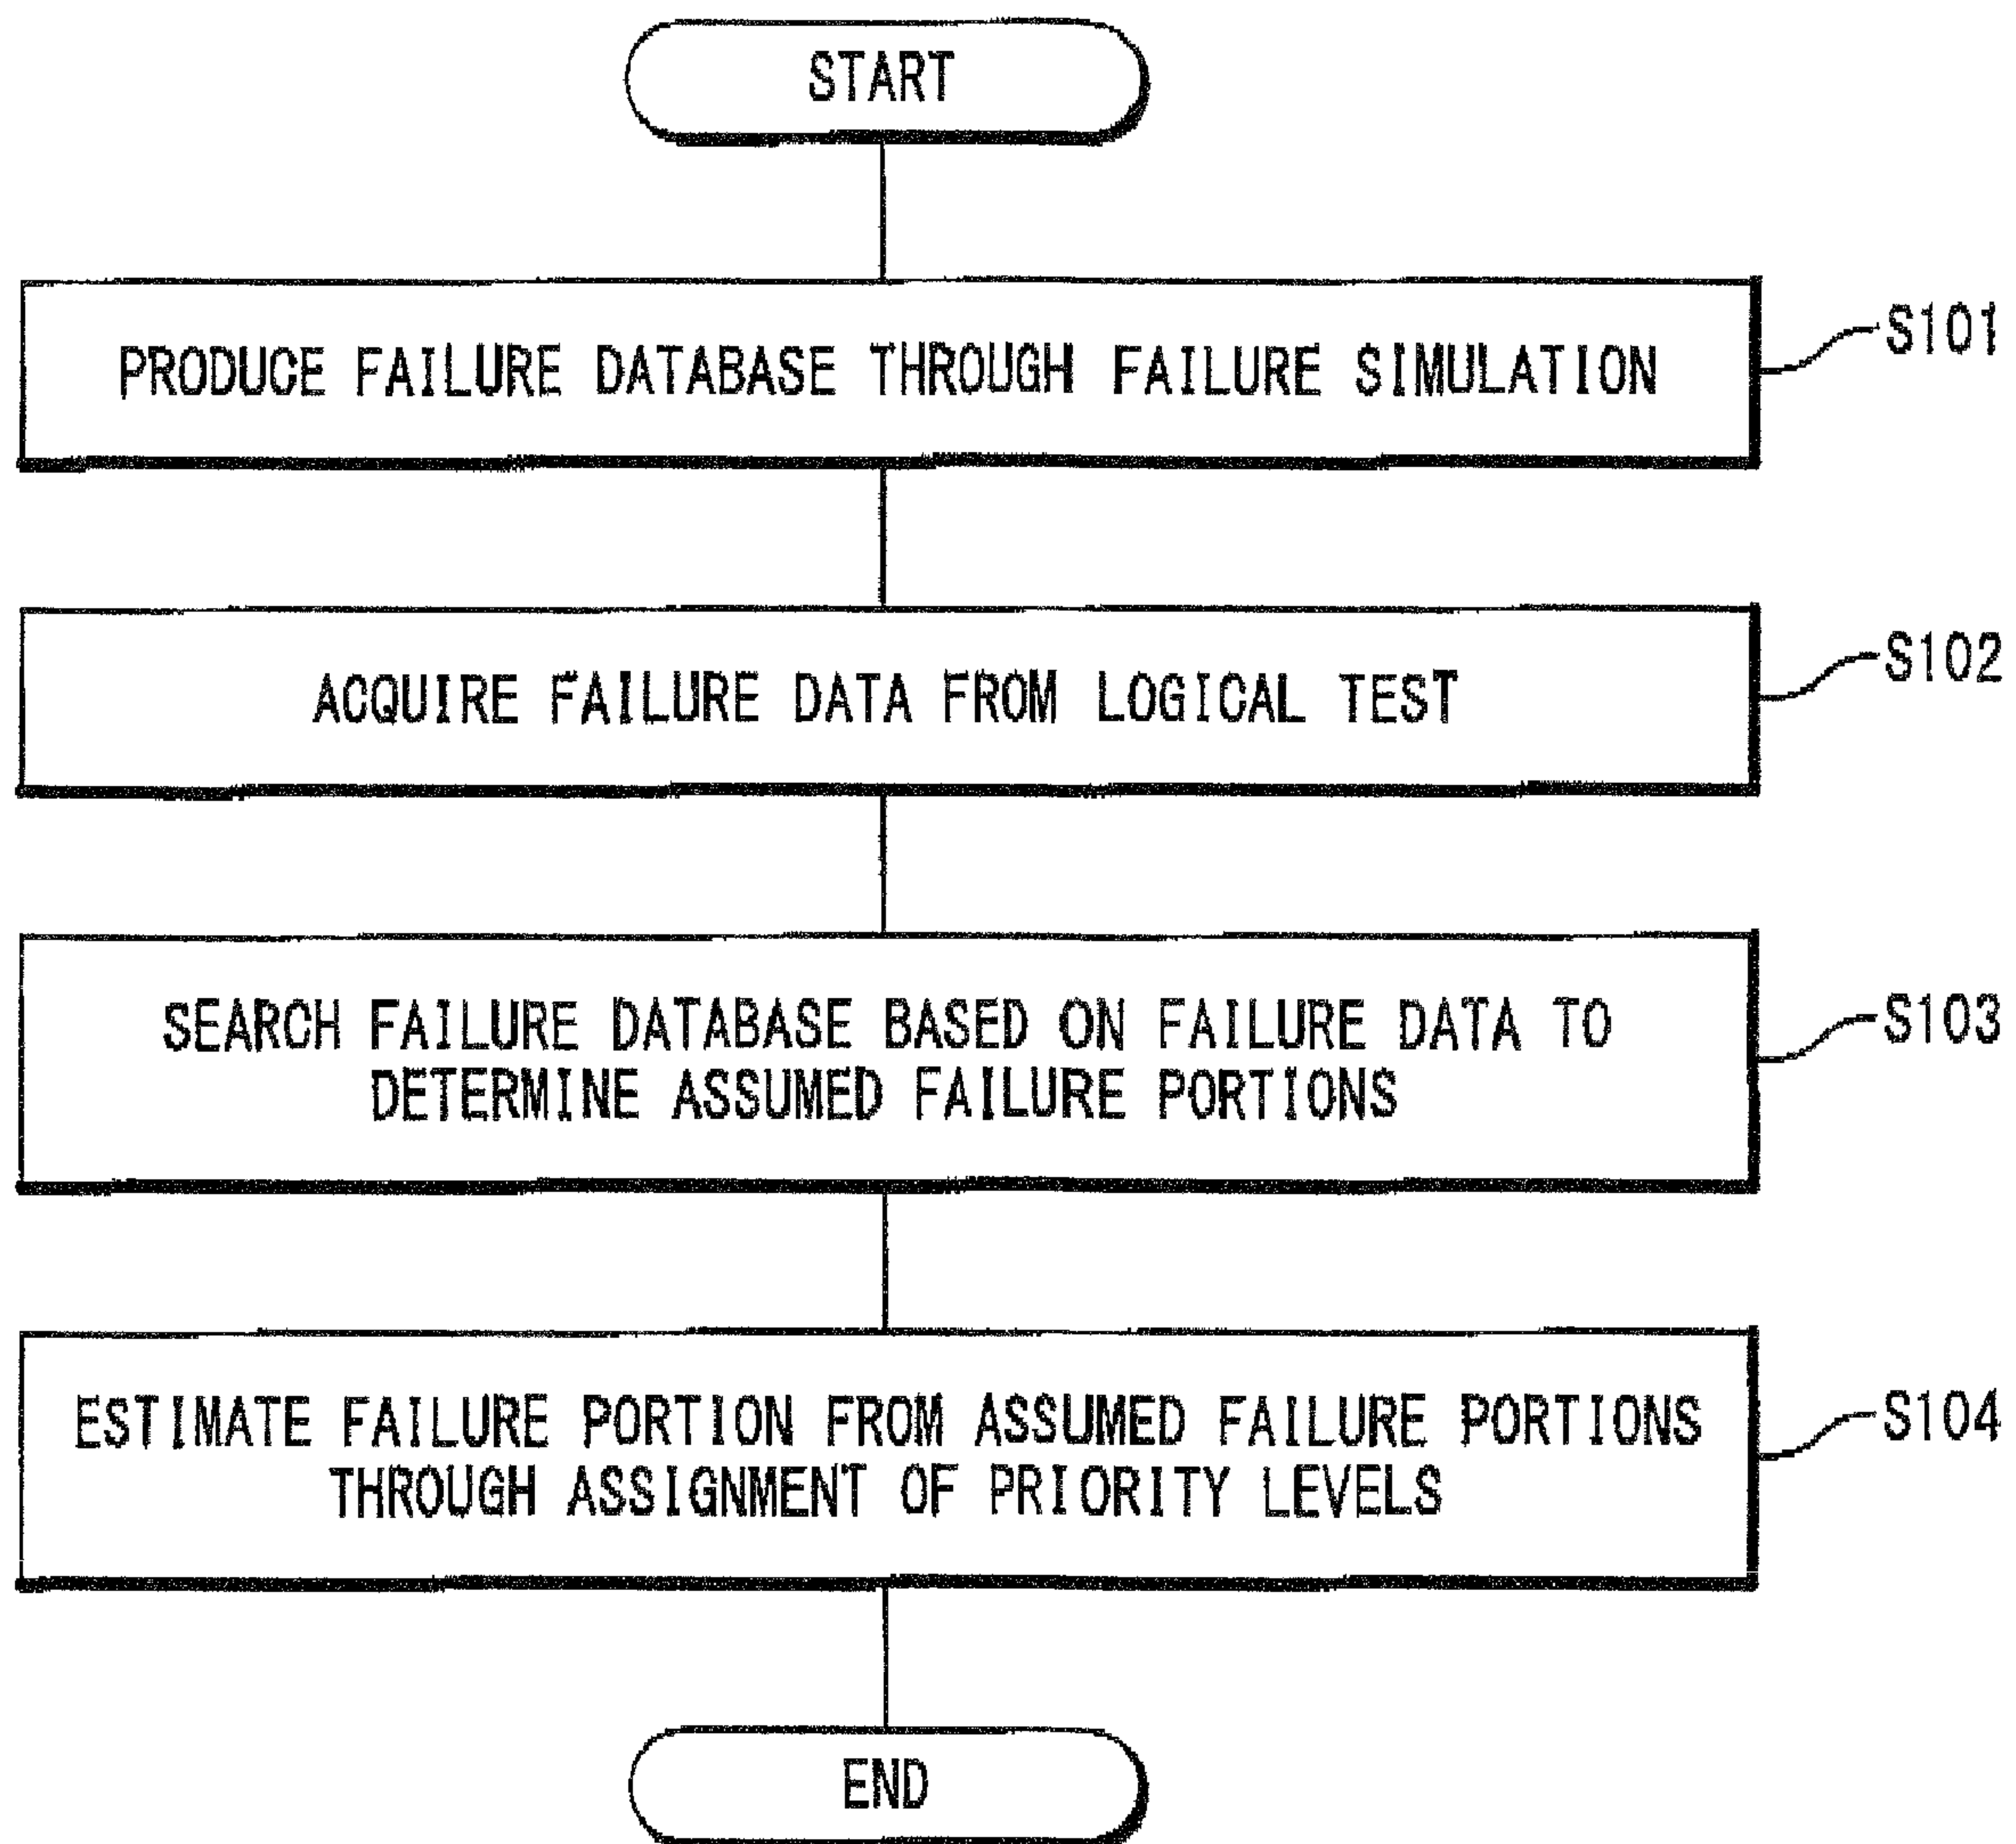 START
PRODUCE FAILURE DATABASE THROUGH FAILURE SIMULATION
S101
ACQUIRE FAILURE DATA FROM LOGICAL TEST
S102
SEARCH FAILURE DATABASE BASED ON FAILURE DATA TO
DETERMINE ASSUMED FAILURE PORTIONS
S103
ESTIMATE FAILURE PORTION FROM ASSUMED FAILURE PORTIONS
THROUGH ASSIGNMENT OF PRIORITY LEVELS
S104
END